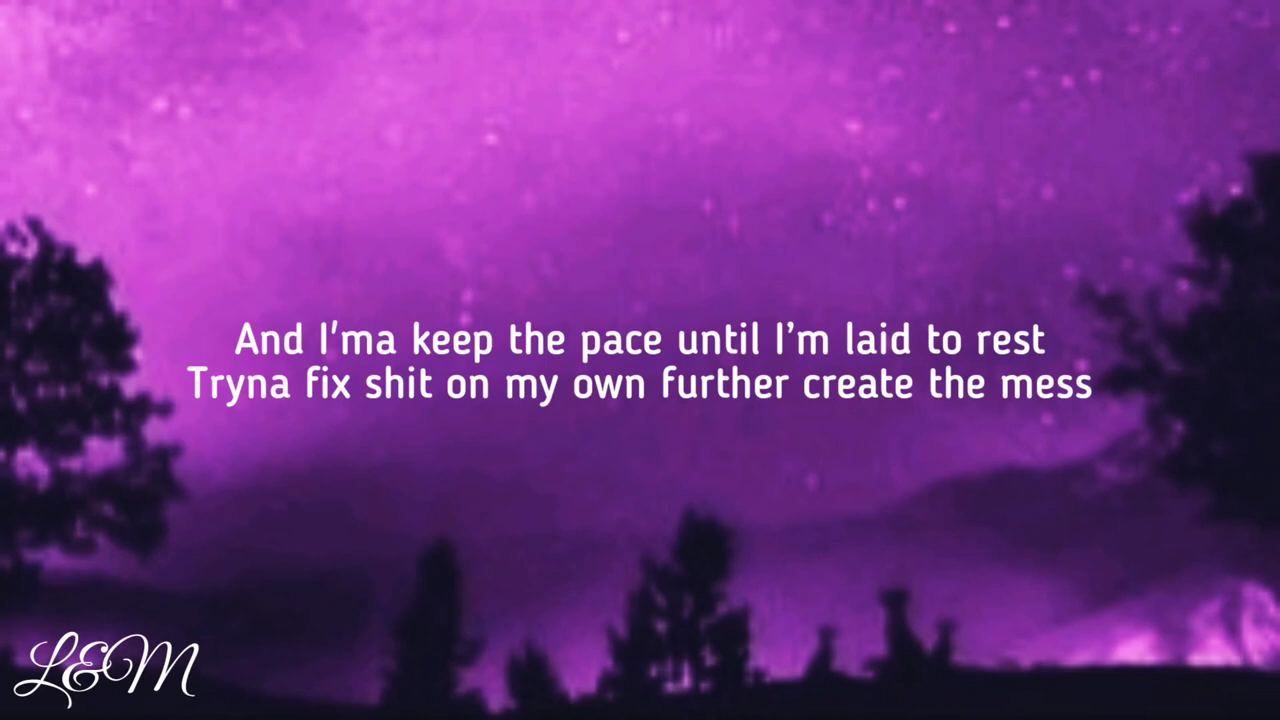 And I'ma keep the pace until I’m laid to rest
Tryna fix shit on my own further create the mess
LEM